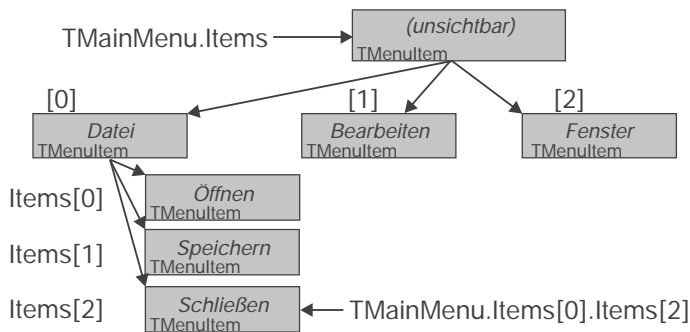 (unsichtbar)
TMainMenu.Items
TMenuItem
[0]
[1]
[2]
Datei
TMenuItem
Bearbeiten
TMenuItem
Fenster
TMenuItem
Items[0]
Öffnen
TMenuItem
Items[1]
Speichern
TMenuItem
Items[2]
Schließen
TMenuItem
TMainMenu.Items[0].Items[2]